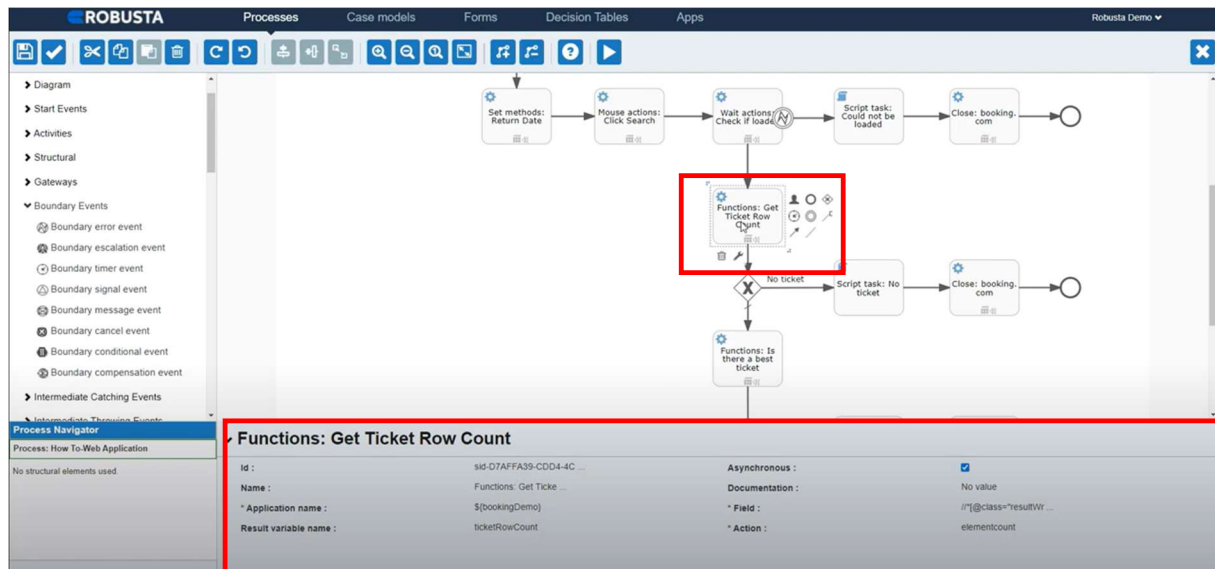 ROBUSTA
Processes
Case models
Forms
Decision Tables
Apps
Robusta Demo
Diagram
Start Events
Activities
Structural
Gateways
Boundary Events
Boundary error event
Boundary escalation event
Boundary timer event
Boundary signal event
Boundary message event
Boundary cancel event
Boundary conditional event
Boundary compensation event
Intermediate Catching Events
Intermediate Throwing Events
Set methods:
Return Date
Mouse actions:
Click Search
Wait actions:
Check if loade
Script task:
Could not be
loaded
Close: booking.
com
Functions: Get
Ticket Row
Count
No ticket
Script task: No
ticket
Close: booking.
com
Functions: Is
there a best
ticket
Process Navigator
Process: How To-Web Application
No structural elements used.
Functions: Get Ticket Row Count
Id :
sid-D7AFFA39-CDD4-4C ...
Asynchronous :
Name :
Functions: Get Ticke ...
Documentation :
No value
* Application name :
${bookingDemo}
* Field :
//*[@class="resultWr ...
Result variable name :
ticketRowCount
* Action :
elementcount